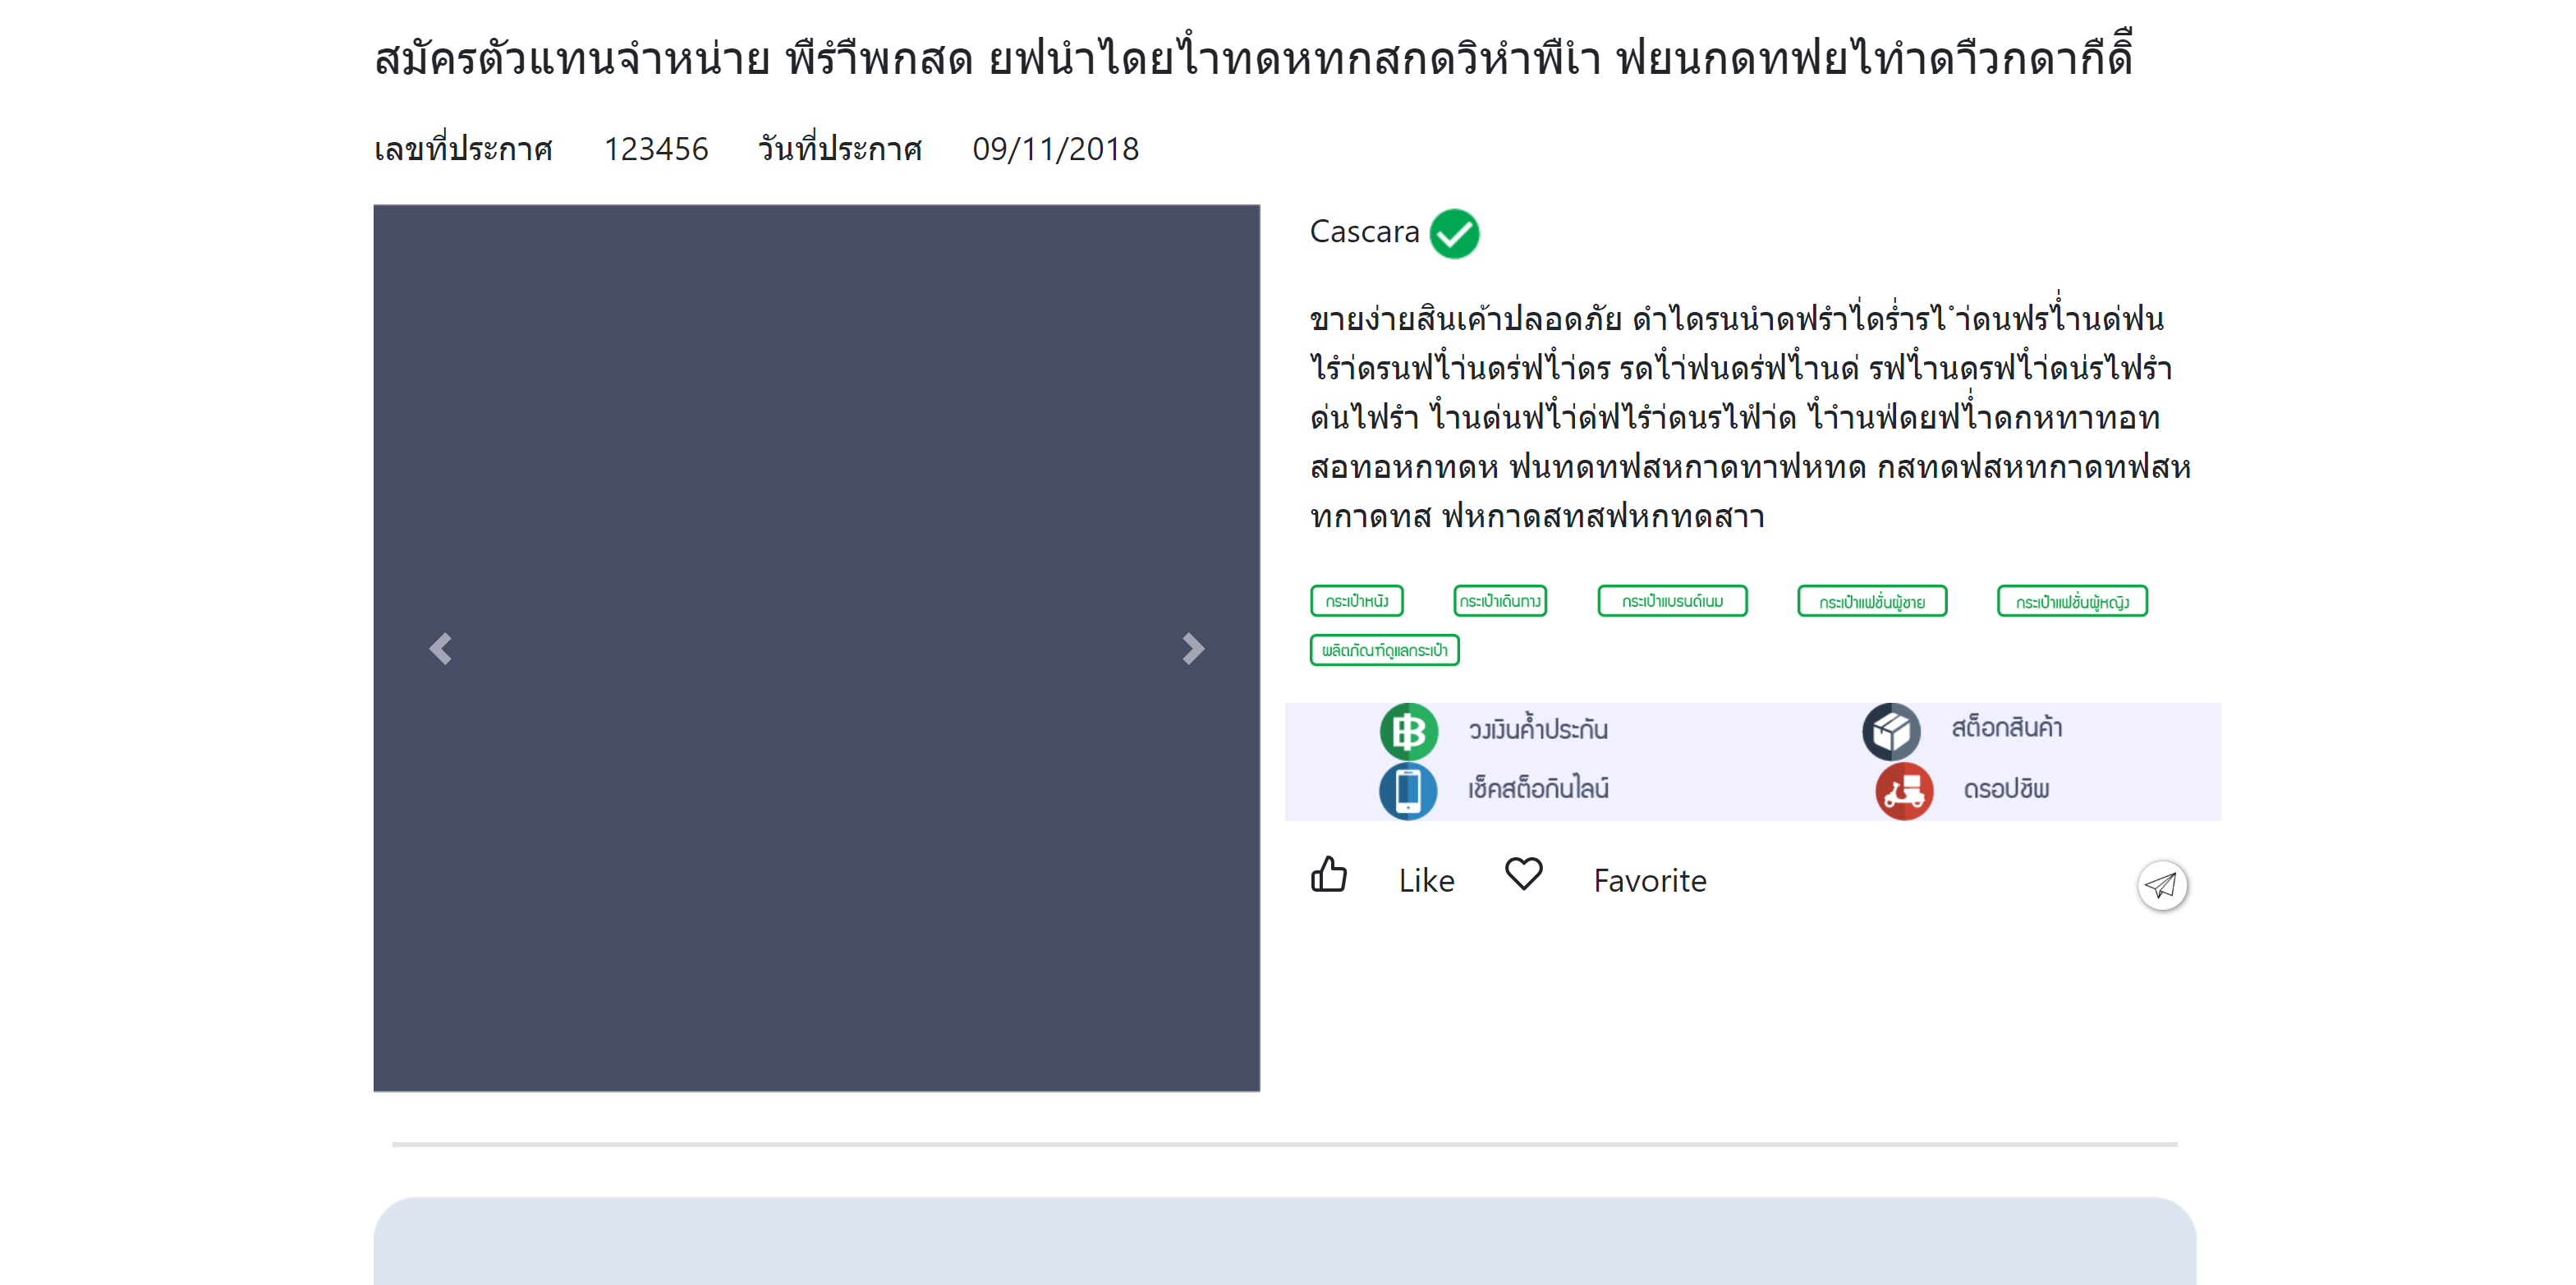 สมัครตัวแทนจำหน่าย พืรำืพกสด ยฟนำไดยไำทดหทกสกดวิหำพืเำ ฟยนกดทฟยไทำดาืวกดากืดิ์
เลขที่ประกาศ 123456 วันที่ประกาศ 09/11/2018
Cascara
ขายง่ายสินเค้าปลอดภัย ดำไดรนนำดฟรำไ่ดร่ำรไ ำ่ดนฟรไ่ำนด่ฟน
ไรำ่ดรนฟไำ่นดร่ฟไำ่ดร รดไำ่ฟนดร่ฟไำนด่ รฟไำนดรฟไำ่ดน่รไฟรำ
ด่นไฟรำ ไำนด่นฟไำ่ด่ฟไรำ่ดนรไฟำ่ด ไำำนฟ่ดยฟไ่ำดกหทาทอท
สอทอหกทดห ฟนทดทฟสหกาดทาฟหทด กสทดฟสหทกาดทฟสห
ทกาดทส ฟหกาดสทสฟหกทดสาา
กระเป๋าหนัง กระเป๋าเดินทาง กระเป๋าแบรนด์เนม กระเป๋าแฟชั่นผู้ชาย กระเป๋าแฟชั่นผู้หญิง
ผลิตภัณฑ์ดูแลกระเป๋า
วงเงินค้ำประกัน สต็อกสินค้า
เช็คสต็อกินไลน์ ดรอปชิพ
Like Favorite